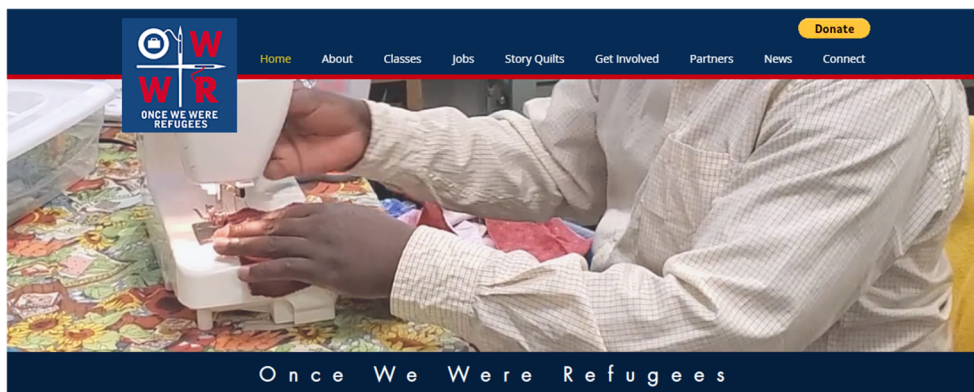 Donate
O W
W R
ONCE WE WERE
REFUGEES
Home About Classes Jobs Story Quilts Get Involved Partners News Connect
Once We Were Refugees